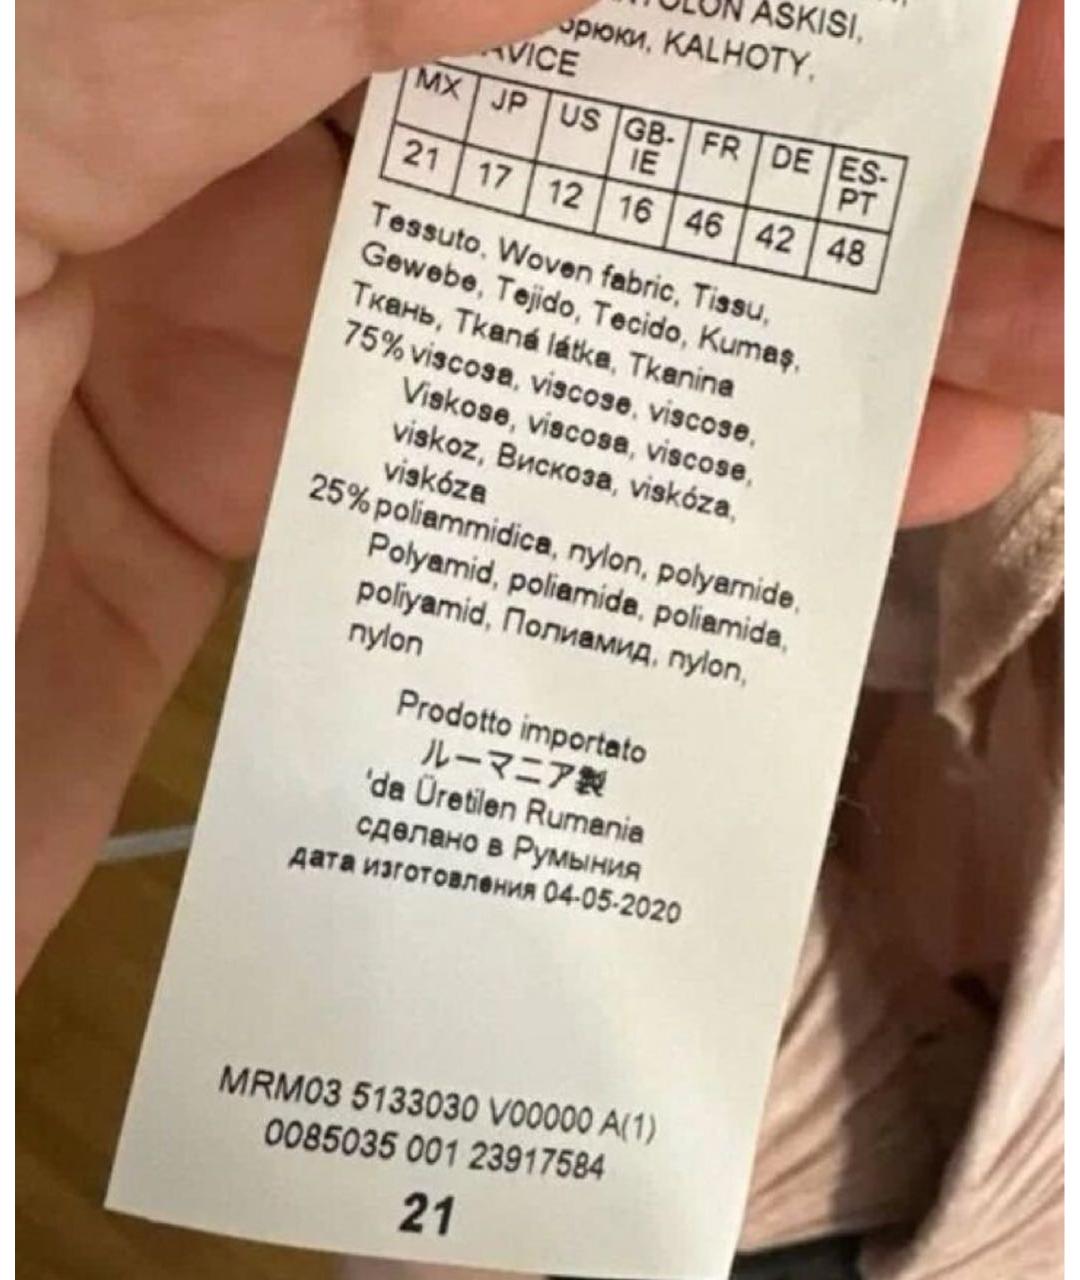 ASKISI,
KALHOTY,
MX JP US GB-IE FR DE ES-PT
21 17 12 16 46 42 48
Tessuto, Woven fabric, Tissu,
Gewebe, Tejido, Tecido, Kumaş,
Ткань, Tkaná látka, Tkanina
75% viscosa, viscose, viscose,
Viskose, viscosa, viscose,
viskoz, Вискоза, viskóza,
viskóza
25% poliammidica, nylon, polyamide,
Polyamid, poliamida, poliamida,
poliyamid, Полиамид, nylon,
nylon
Prodotto importato
ルーマニア製
'da Üretilen Rumania
сделано в Румыния
дата изготовления 04-05-2020
MRM03 5133030 V00000 A(1)
0085035 001 23917584
21